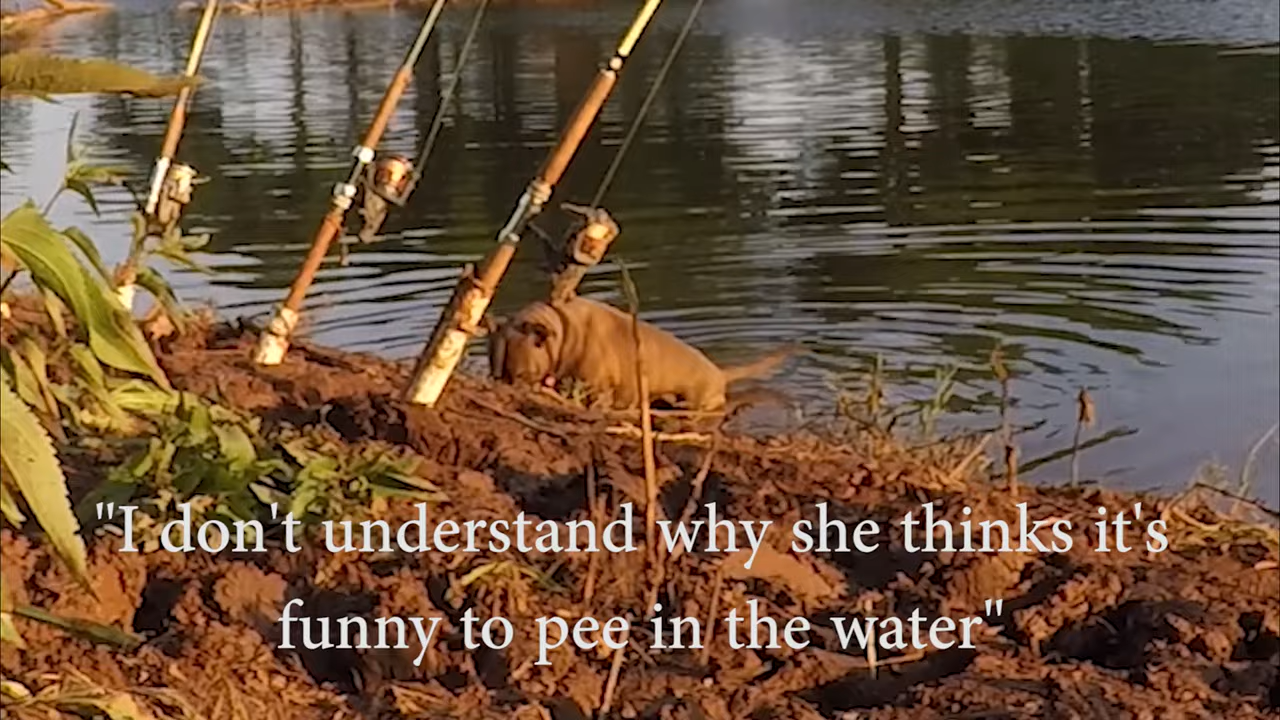 "I don't understand why she thinks it's
funny to pee in the water"